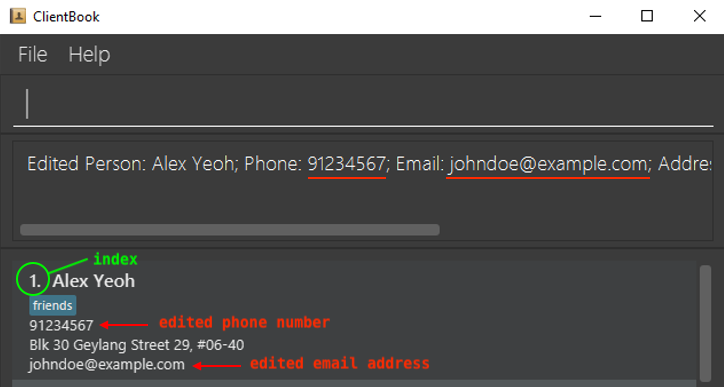 ClientBook
File Help
Edited Person: Alex Yeoh; Phone: 91234567; Email: johndoe@example.com; Addres
index
1. Alex Yeoh
friends
91234567 edited phone number
Blk 30 Geylang Street 29, #06-40
johndoe@example.com edited email address